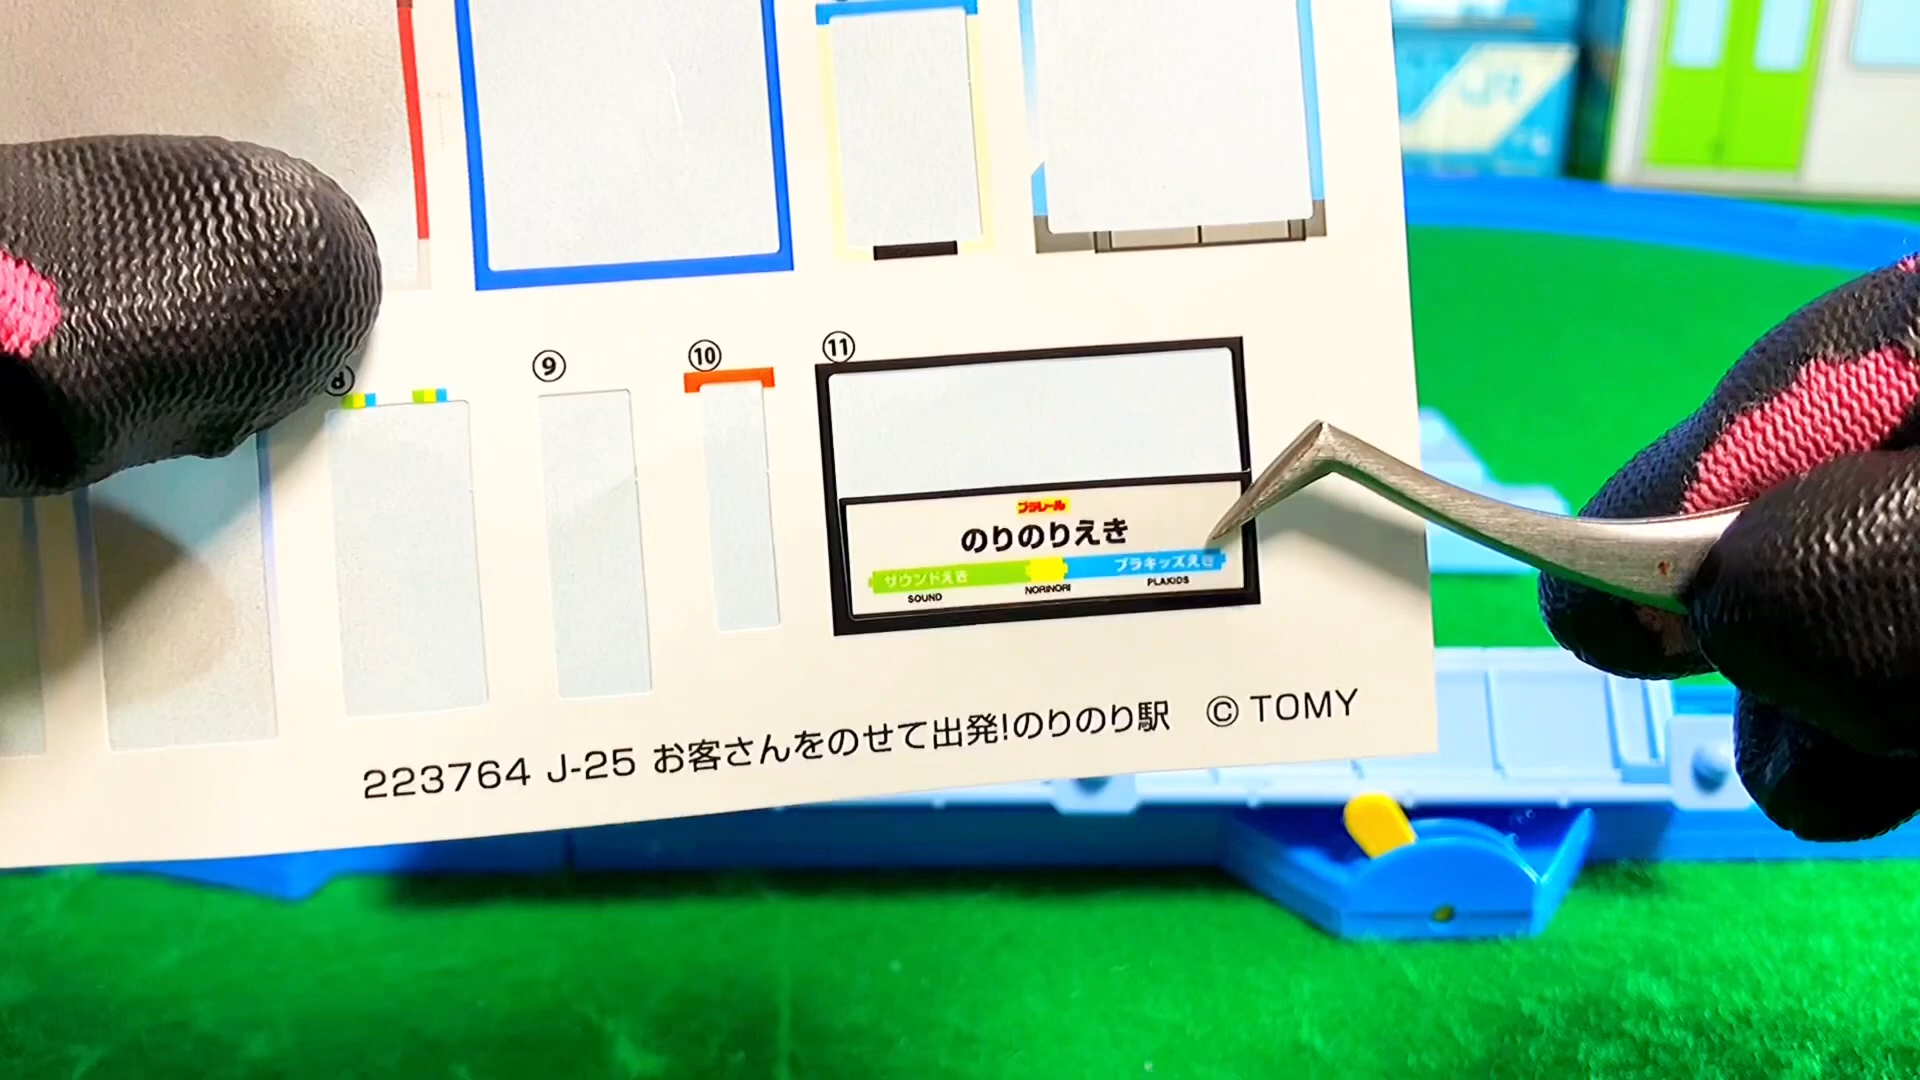 ⑨
⑩
⑪
プラレール
のりのりえき
サウンドえき
プラキッズえき
SOUND
NORINORI
PLAKIDS
223764 J-25 お客さんをのせて出発!のりのり駅 © TOMY